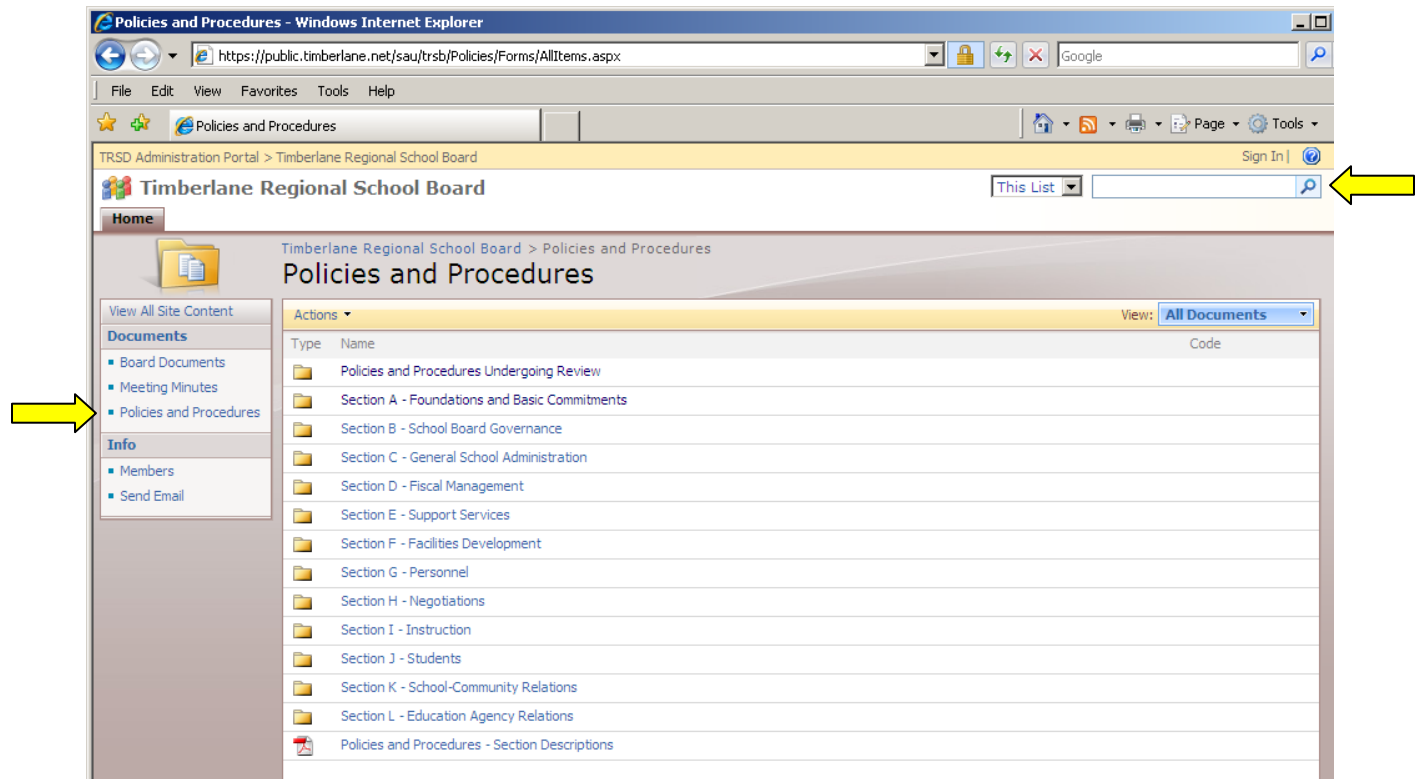 Policies and Procedures - Windows Internet Explorer
https://public.timberlane.net/sau/trsb/Policies/Forms/AllItems.aspx
Google
File Edit View Favorites Tools Help
Policies and Procedures
Page
Tools
TRSD Administration Portal > Timberlane Regional School Board
Sign In |
Timberlane Regional School Board
This List
Home
Timberlane Regional School Board > Policies and Procedures
Policies and Procedures
View All Site Content
Documents
Board Documents
Meeting Minutes
Policies and Procedures
Info
Members
Send Email
Actions
View: All Documents
Type Name Code
Policies and Procedures Undergoing Review
Section A - Foundations and Basic Commitments
Section B - School Board Governance
Section C - General School Administration
Section D - Fiscal Management
Section E - Support Services
Section F - Facilities Development
Section G - Personnel
Section H - Negotiations
Section I - Instruction
Section J - Students
Section K - School-Community Relations
Section L - Education Agency Relations
Policies and Procedures - Section Descriptions